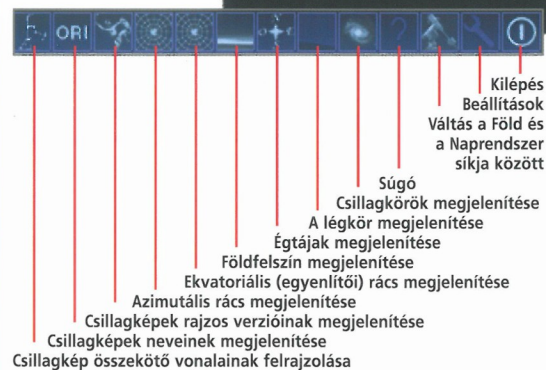 ORI
Kilépés
Beállítások
Váltás a Föld és
a Naprendszer
síkja között
Súgó
Csillagkörök megjelenítése
A légkör megjelenítése
Égtájak megjelenítése
Földfelszín megjelenítése
Ekvatoriális (egyenlítői) rács megjelenítése
Azimutális rács megjelenítése
Csillagképek rajzos verzióinak megjelenítése
Csillagképek neveinek megjelenítése
Csillagkép összekötő vonalainak felrajzolása